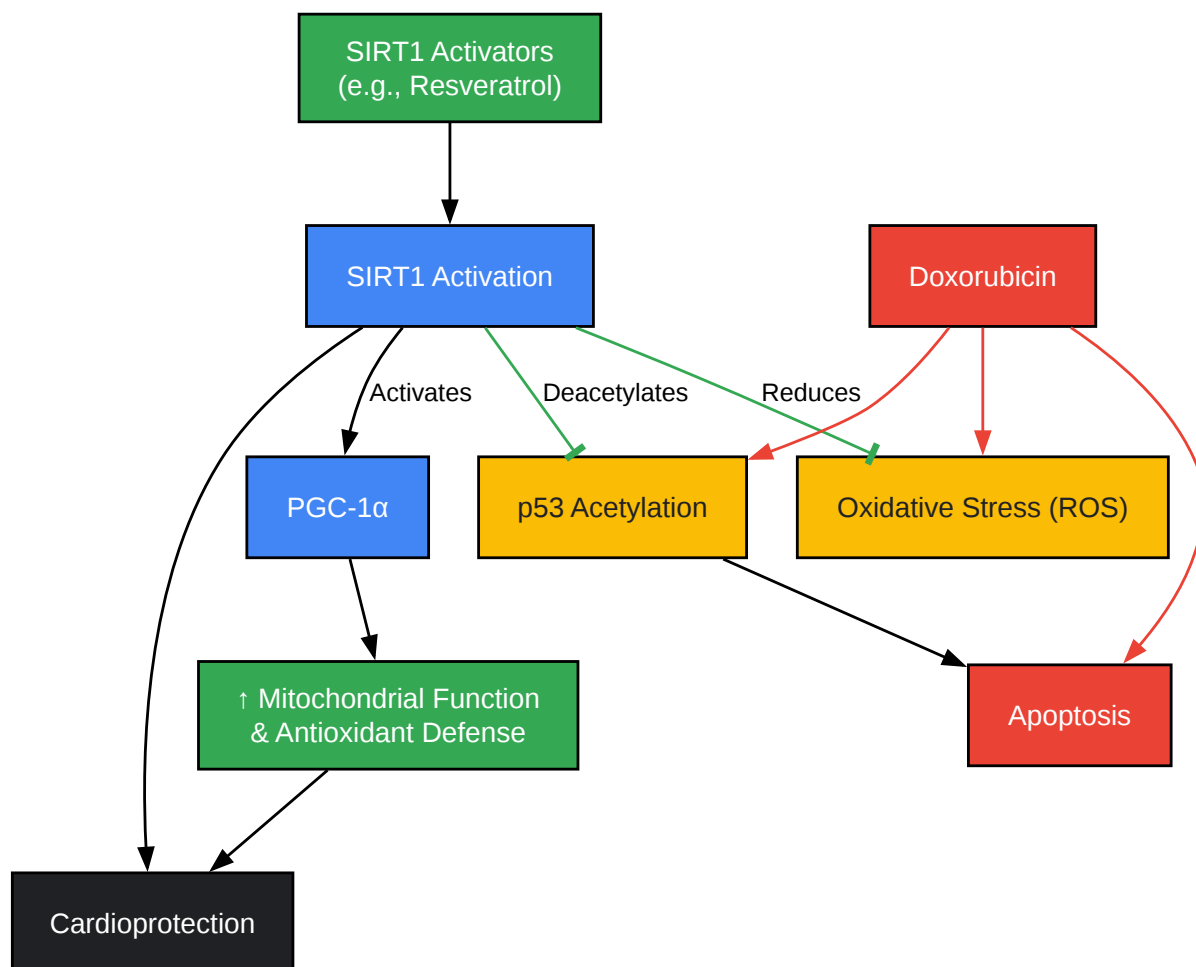 SIRT1 Activators
(e.g., Resveratrol)
SIRT1 Activation
Doxorubicin
Activates
Deacetylates
Reduces
PGC-1α
p53 Acetylation
Oxidative Stress (ROS)
↑ Mitochondrial Function
& Antioxidant Defense
Apoptosis
Cardioprotection